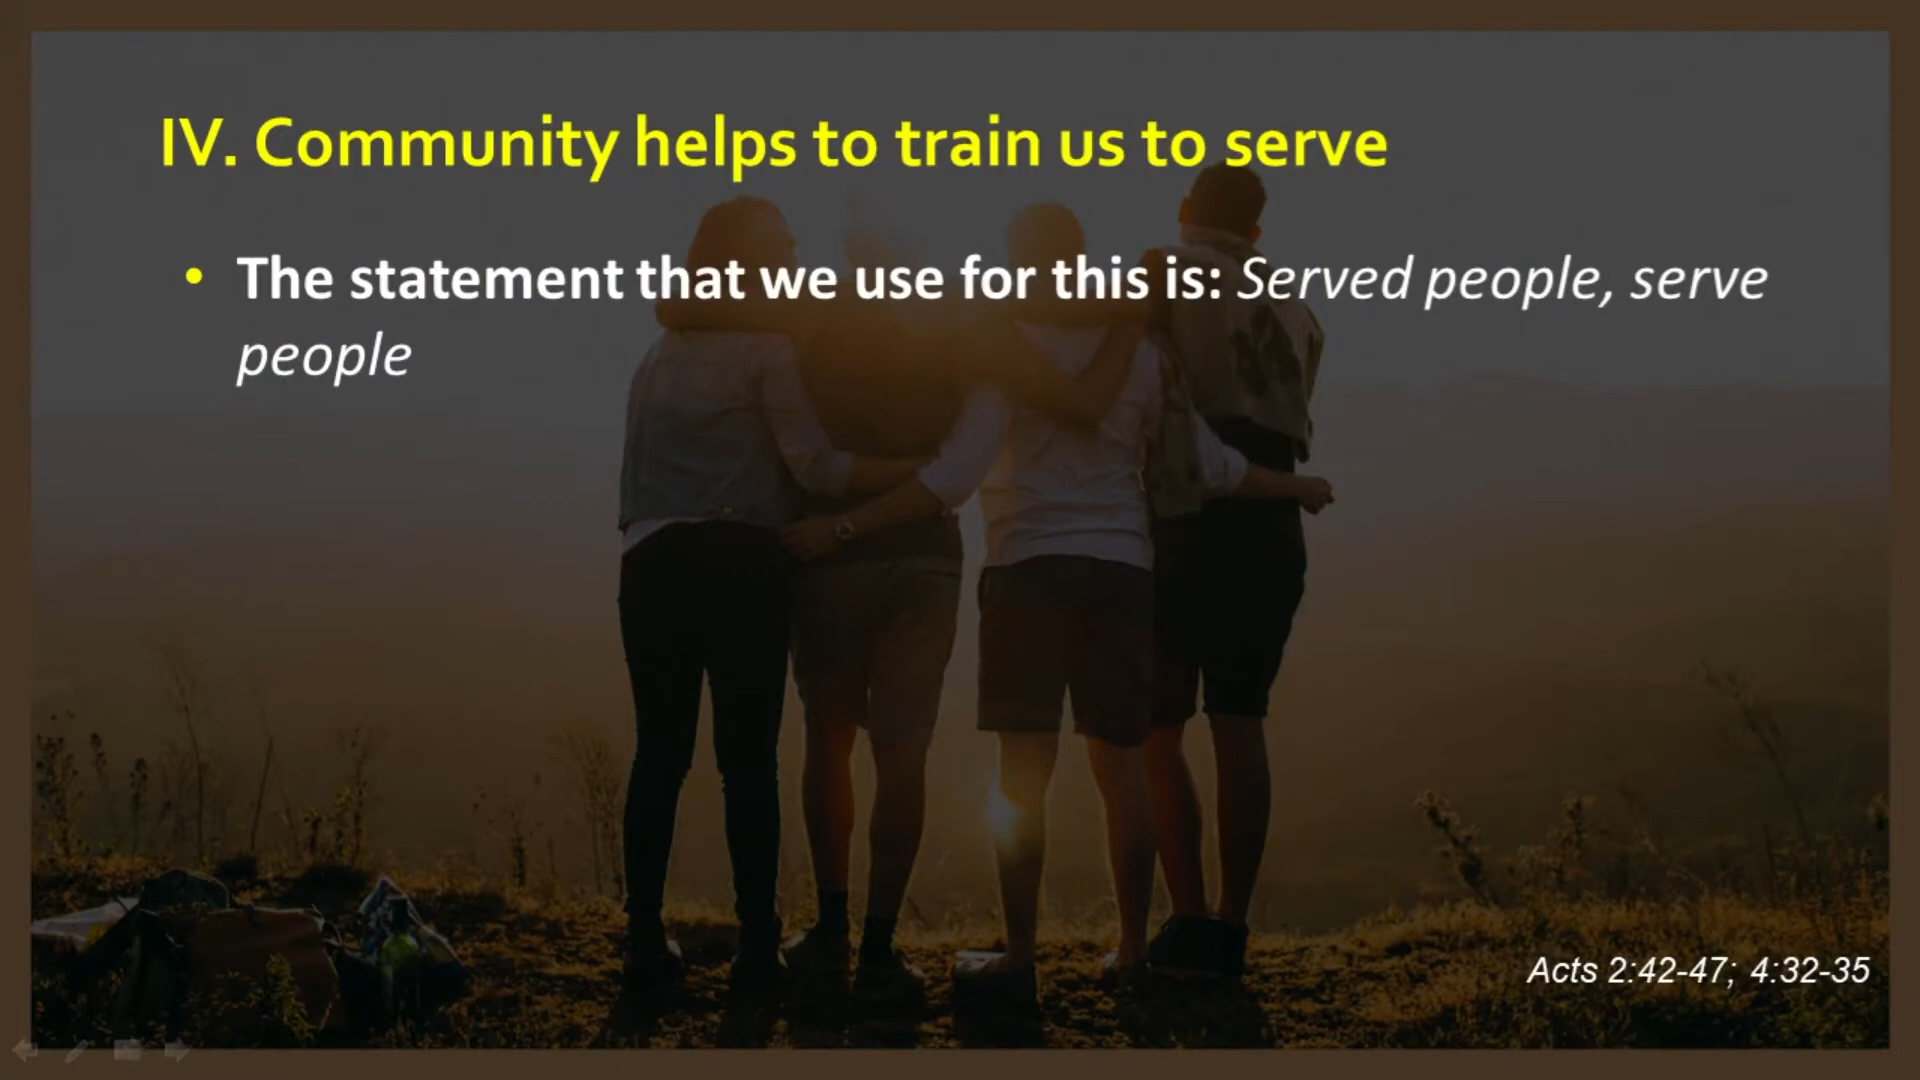 IV. Community helps to train us to serve
• The statement that we use for this is: Served people, serve
people
Acts 2:42-47; 4:32-35